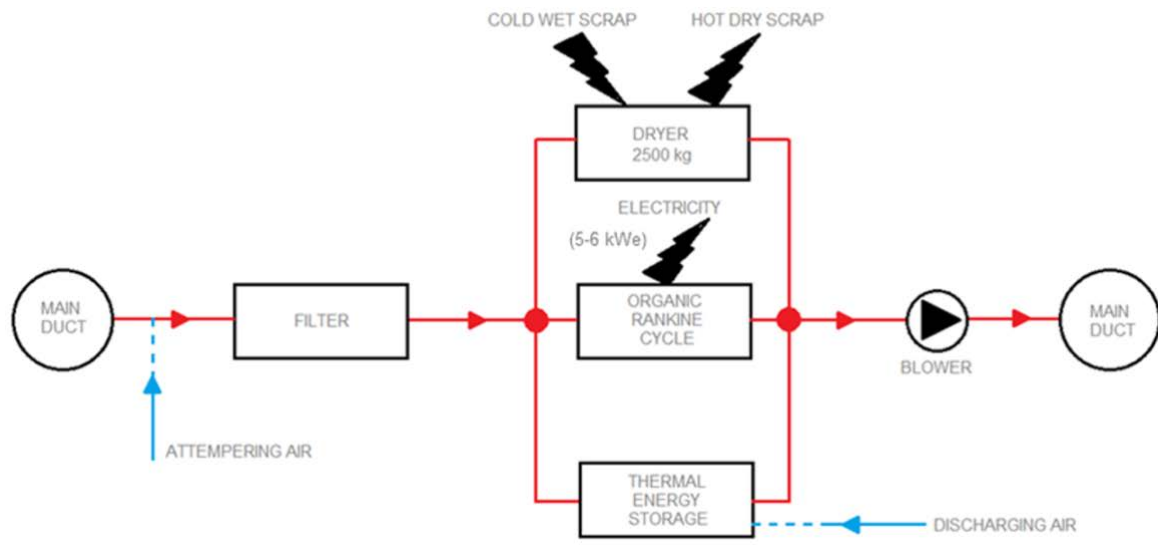 COLD WET SCRAP
HOT DRY SCRAP
DRYER
2500 kg
ELECTRICITY
(5-6 kWe)
MAIN
DUCT
FILTER
ORGANIC
RANKINE
CYCLE
BLOWER
MAIN
DUCT
ATTEMPERING AIR
THERMAL
ENERGY
STORAGE
DISCHARGING AIR